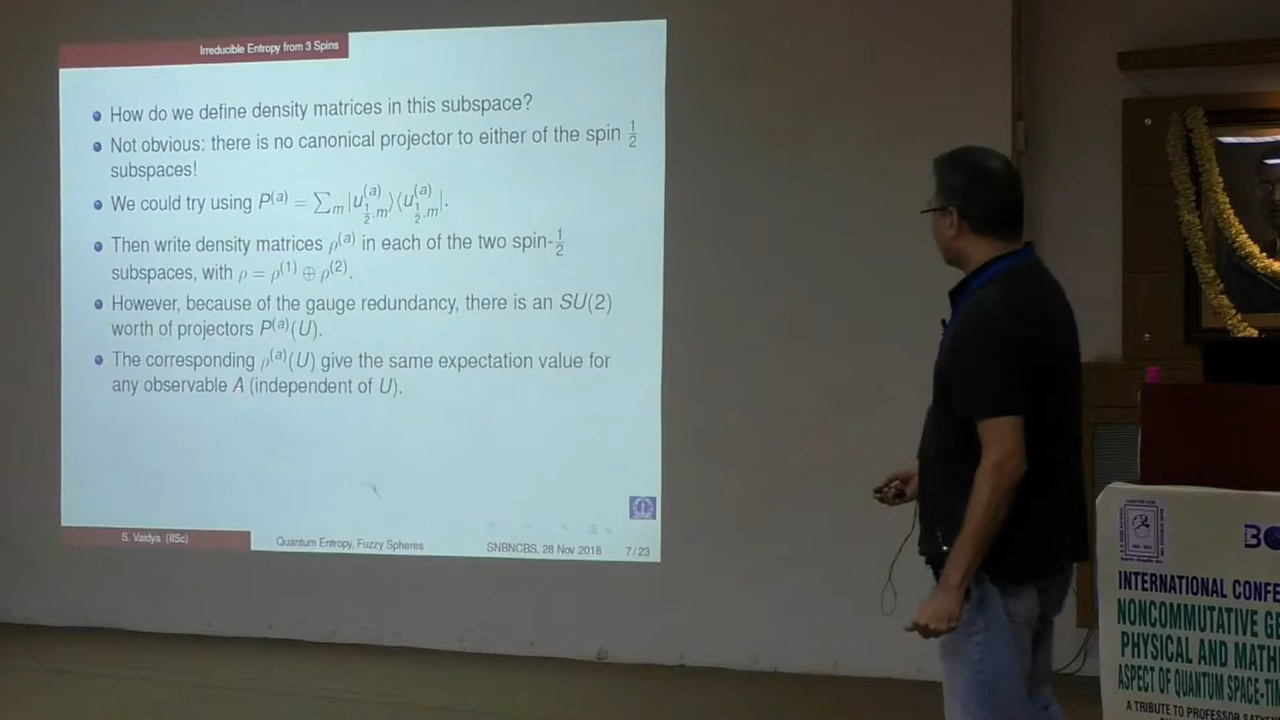 Irreducible Entropy from 3 Spins
How do we define density matrices in this subspace?
Not obvious: there is no canonical projector to either of the spin 1/2
subspaces!
We could try using P^(a) = ∑_m |u^(a)_{1/2,m}⟩⟨u^(a)_{1/2,m}|.
Then write density matrices ρ^(a) in each of the two spin-1/2
subspaces, with ρ = ρ^(1) ⊕ ρ^(2).
However, because of the gauge redundancy, there is an SU(2)
worth of projectors P^(a)(U).
The corresponding ρ^(a)(U) give the same expectation value for
any observable A (independent of U).
S. Vaidya (IISc) Quantum Entropy, Fuzzy Spheres SNBNCBS, 28 Nov 2018 7/23
INTERNATIONAL CONFE
NONCOMMUTATIVE GE
PHYSICAL AND MATH
ASPECT OF QUANTUM SPACE-TIM
A TRIBUTE TO PROFESSOR